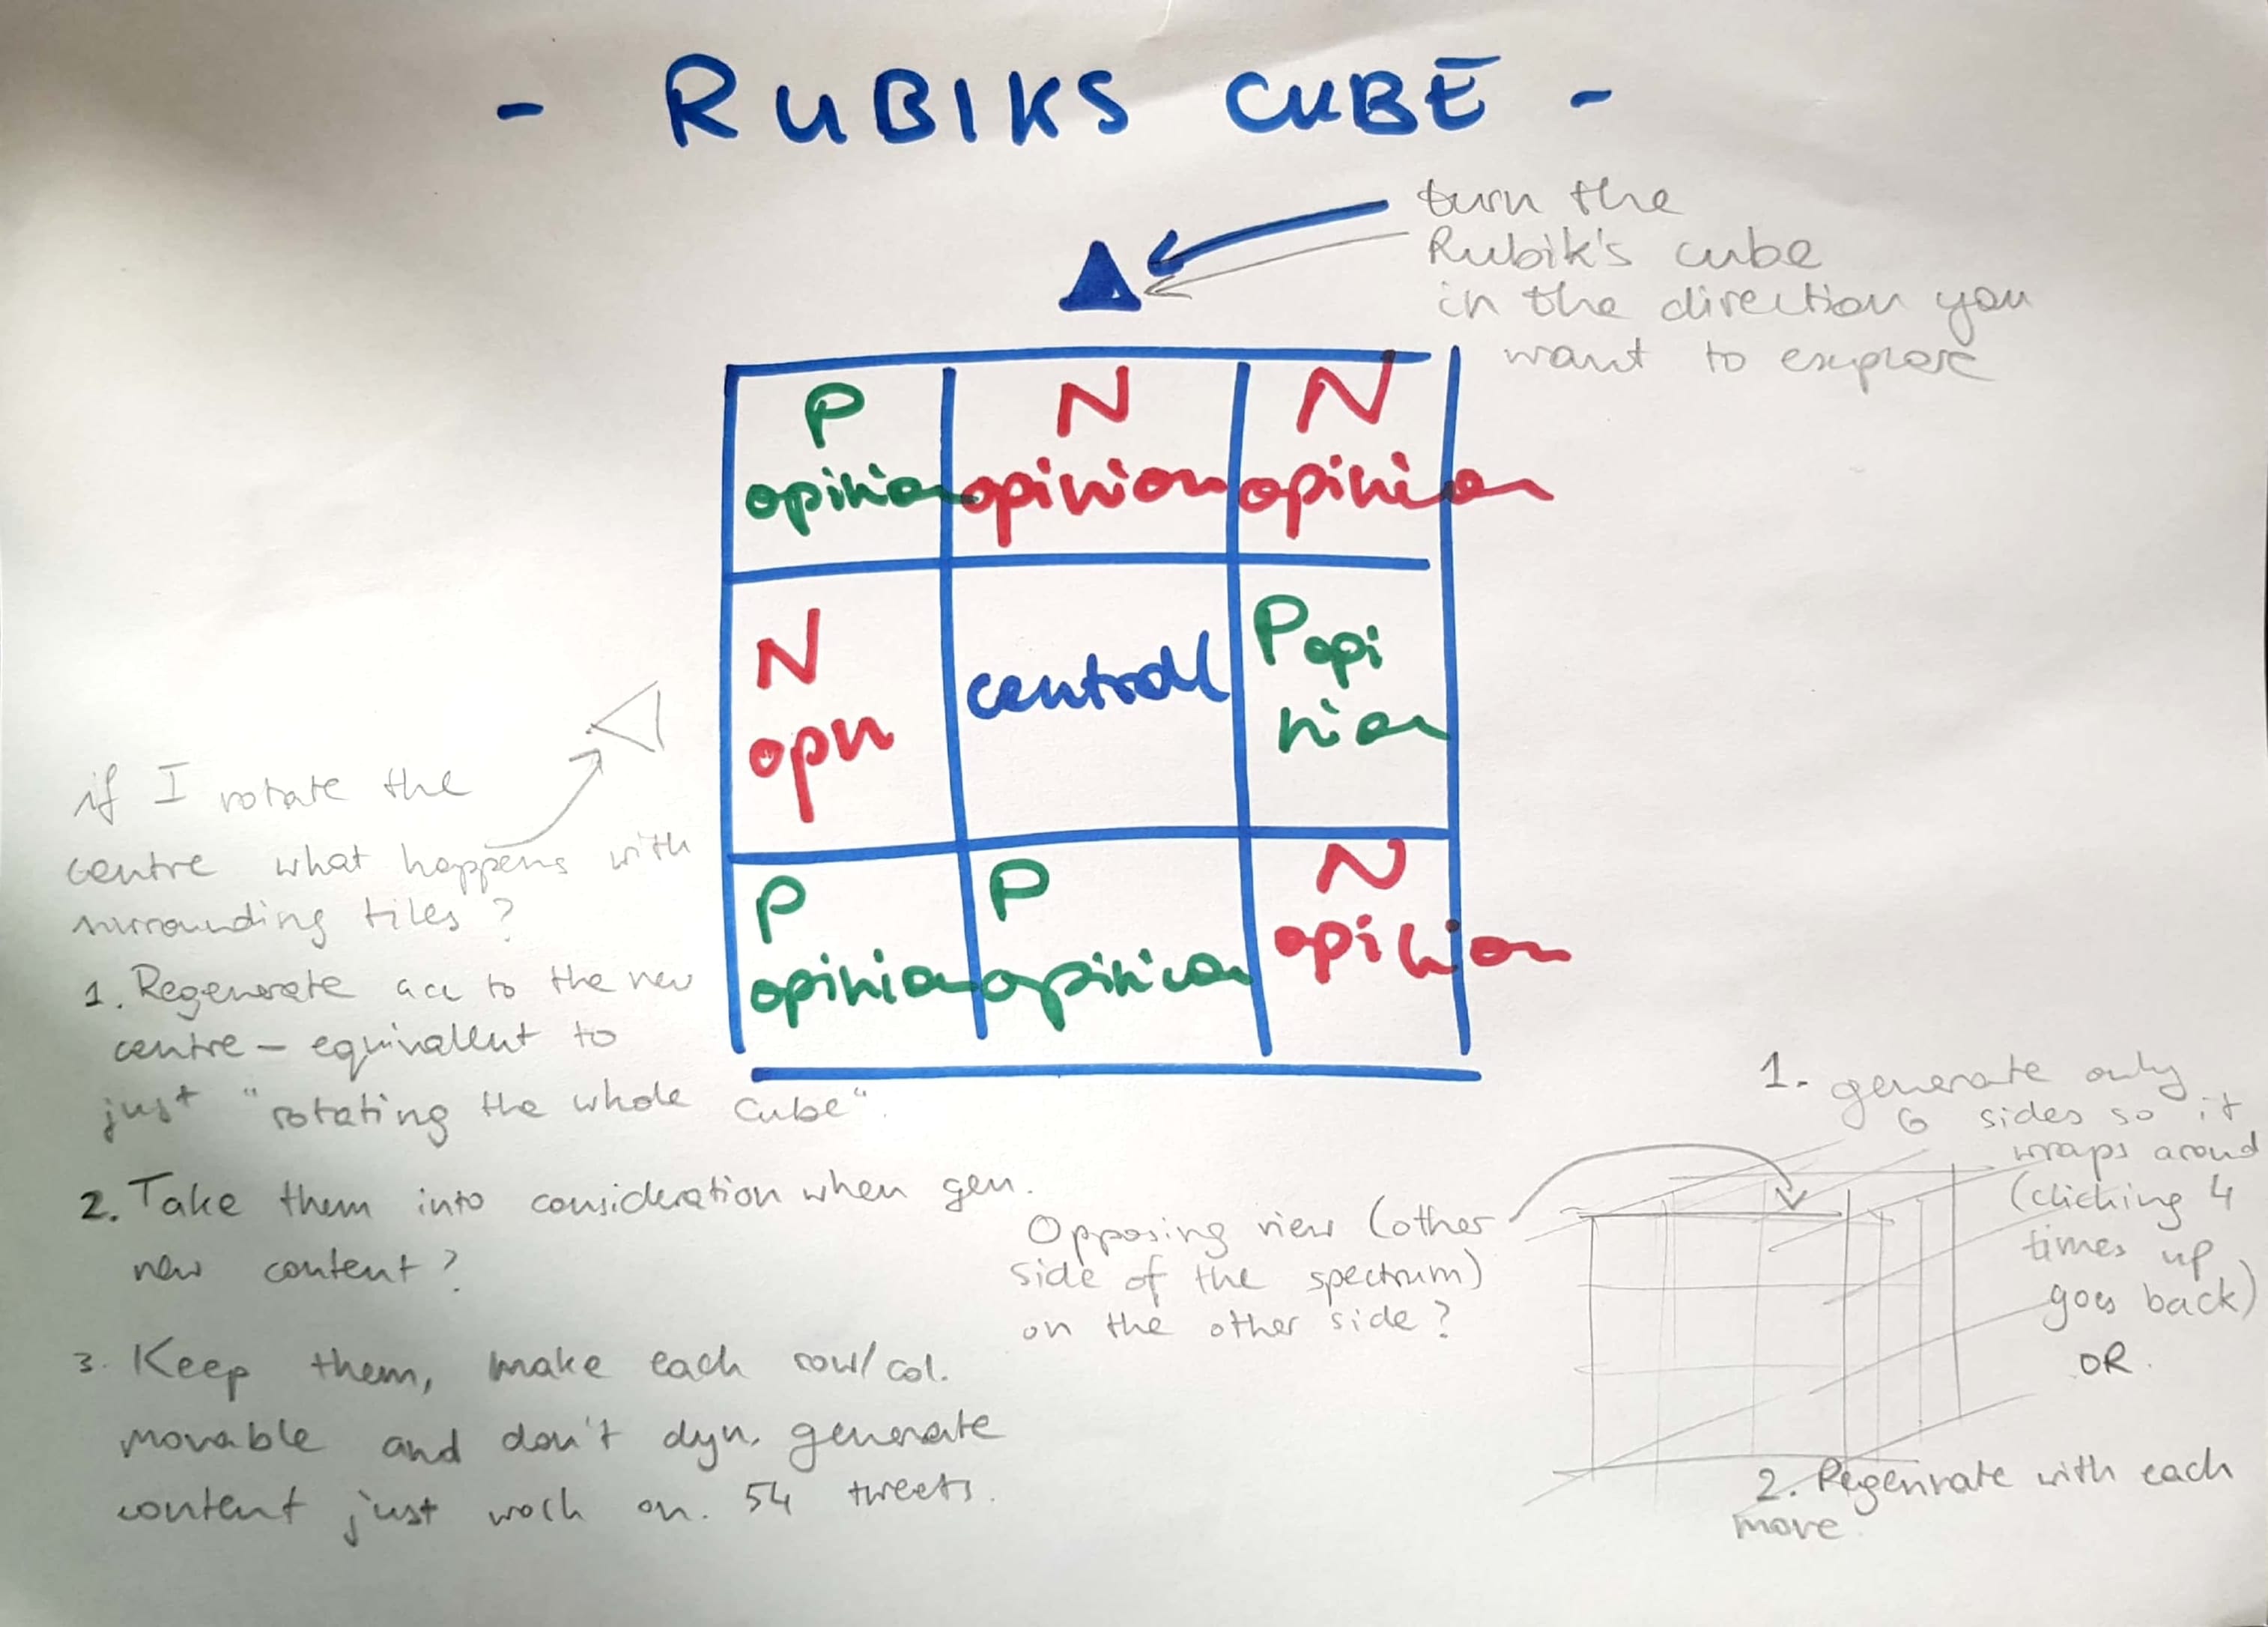 - RUBIKS CUBE -
turn the
Rubik's cube
in the direction you
want to explore
P
opinion
N
opinion
N
opinion
N
opn
central
P opi
nion
P
opinion
P
opinion
N
opinion
if I rotate the
centre what happens with
surrounding tiles?
1. Regenerate acc to the new
centre - equivallent to
just "rotating the whole cube".
2. Take them into consideration when gen.
new content?
3. Keep them, make each row/col.
movable and don't dyn. generate
content just work on. 54 tweets.
Opposing view (other
side of the spectrum)
on the other side?
1. generate only
6 sides so it
wraps around
(clicking 4
times up
goes back)
OR.
2. Regenrate with each
move.